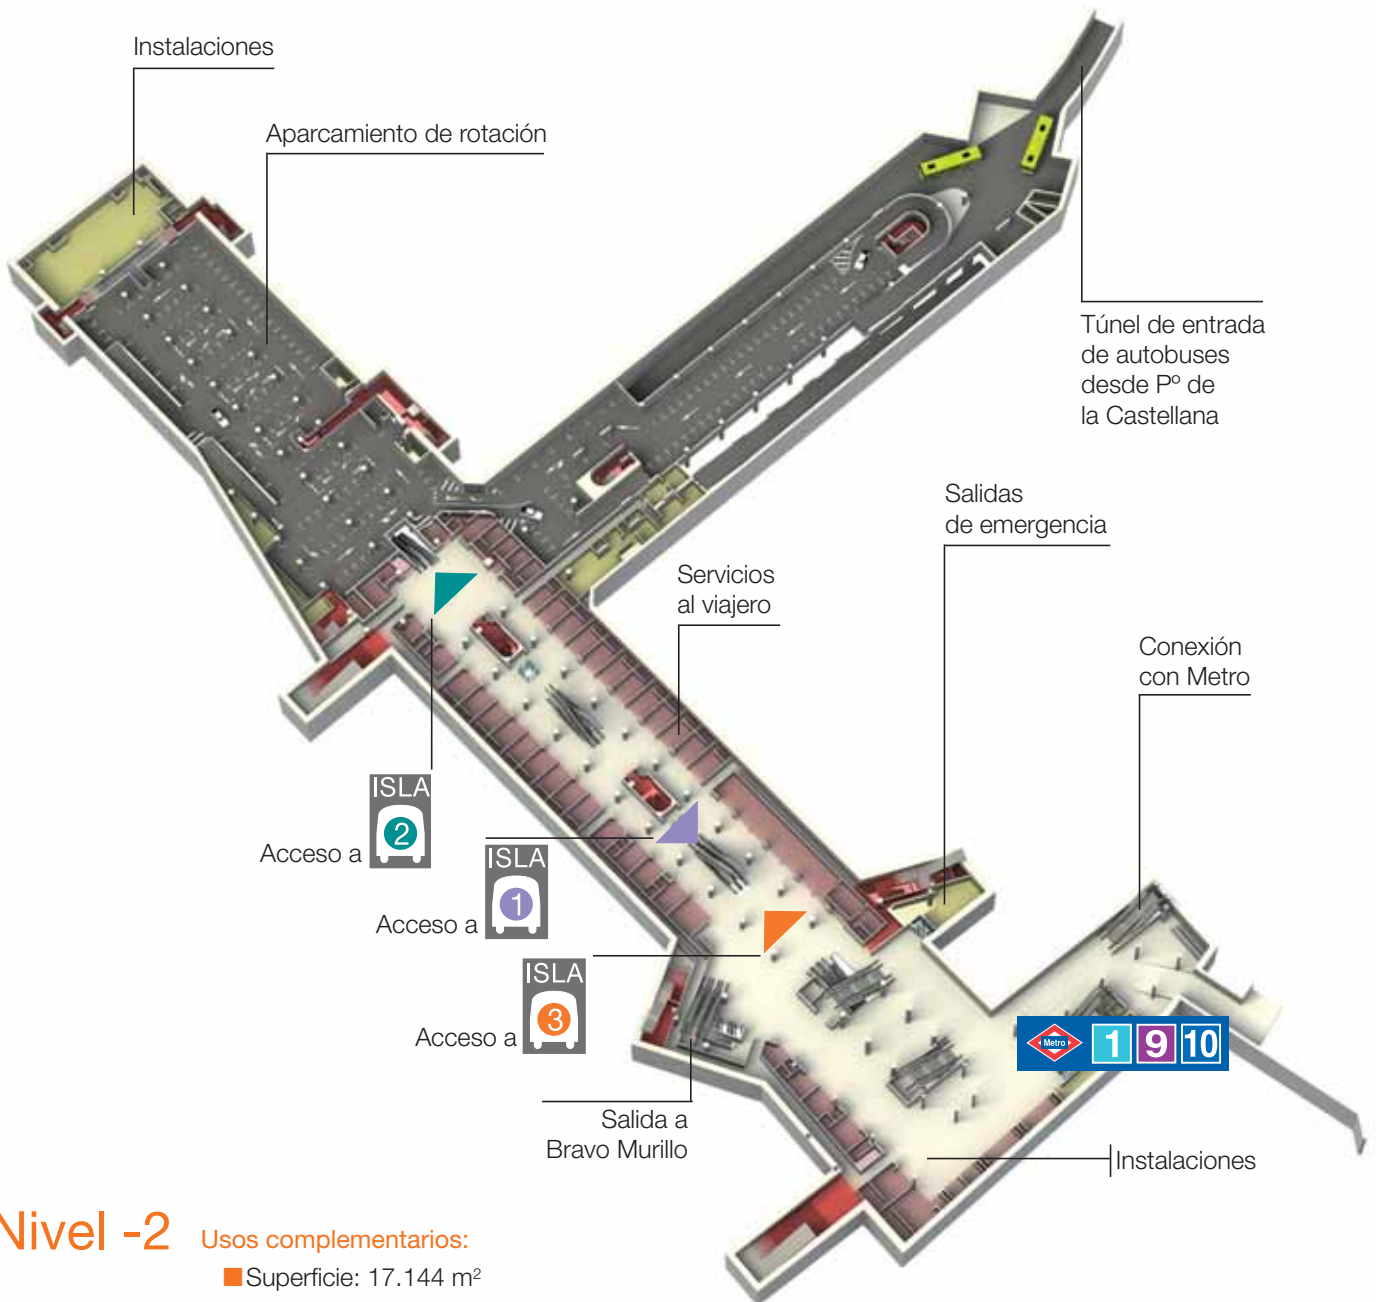 Instalaciones
Aparcamiento de rotación
Túnel de entrada
de autobuses
desde Pº de
la Castellana
Salidas
de emergencia
Servicios
al viajero
Conexión
con Metro
ISLA
2
Acceso a
ISLA
1
Acceso a
ISLA
3
Acceso a
Metro 1 9 10
Salida a
Bravo Murillo
Instalaciones
Nivel -2 Usos complementarios:
Superficie: 17.144 m²